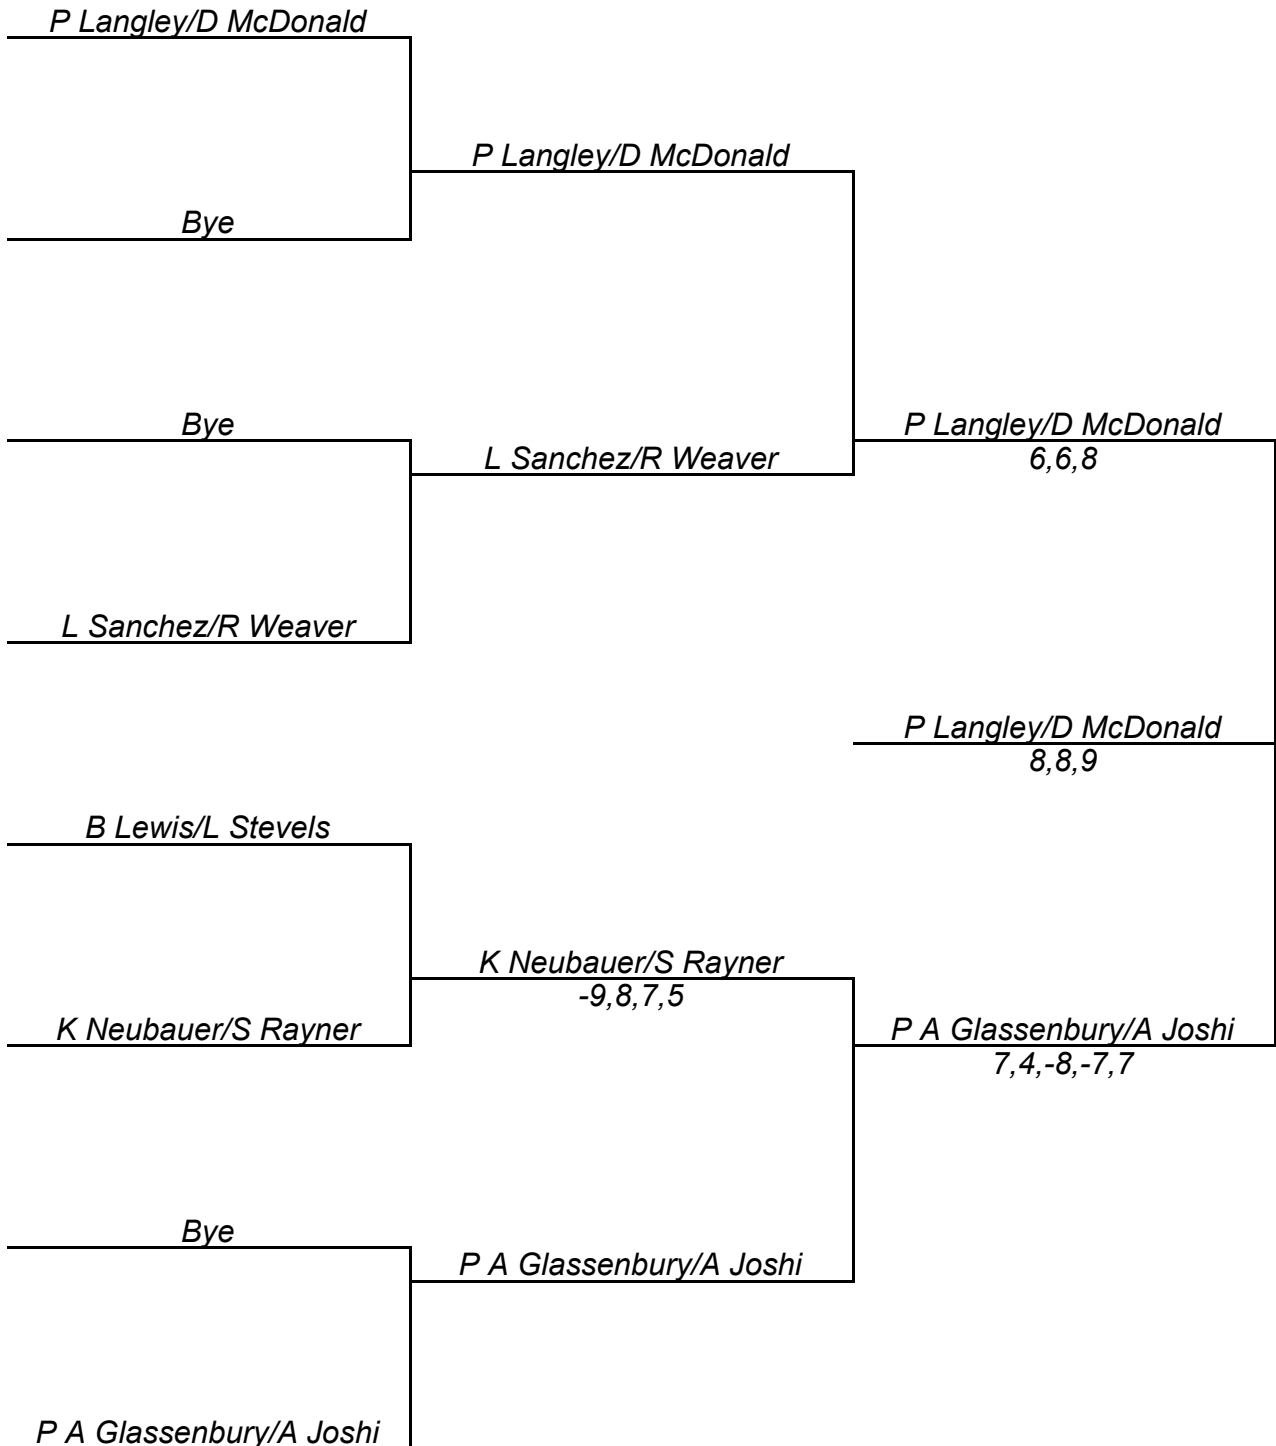 P Langley/D McDonald
P Langley/D McDonald
Bye
Bye
P Langley/D McDonald
6,6,8
L Sanchez/R Weaver
L Sanchez/R Weaver
P Langley/D McDonald
8,8,9
B Lewis/L Stevels
K Neubauer/S Rayner
-9,8,7,5
K Neubauer/S Rayner
P A Glassenbury/A Joshi
7,4,-8,-7,7
Bye
P A Glassenbury/A Joshi
P A Glassenbury/A Joshi